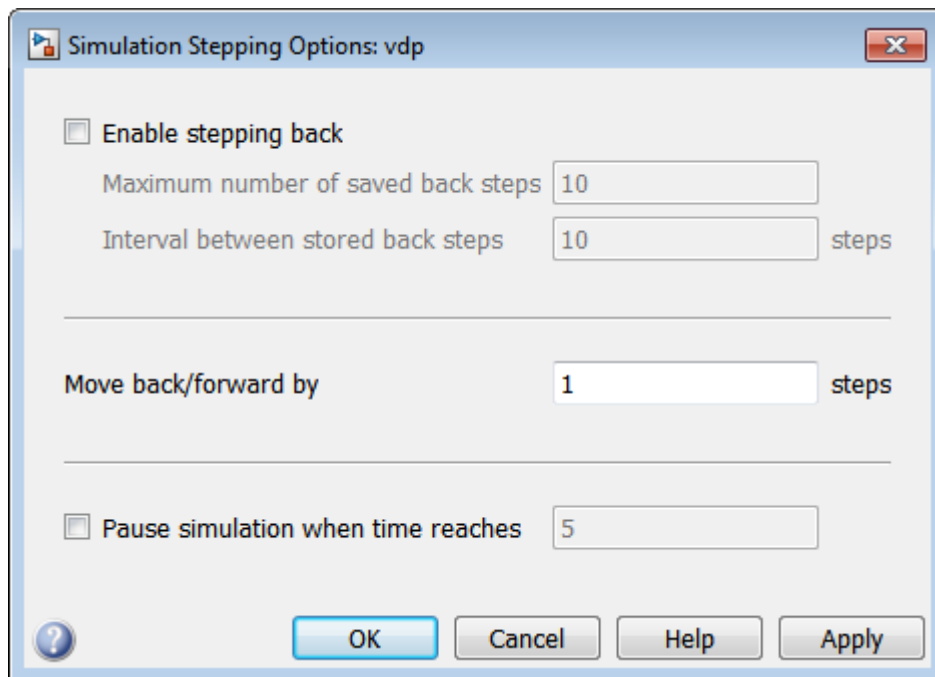 Simulation Stepping Options: vdp
Enable stepping back
Maximum number of saved back steps 10
Interval between stored back steps 10 steps
Move back/forward by 1 steps
Pause simulation when time reaches 5
? OK Cancel Help Apply